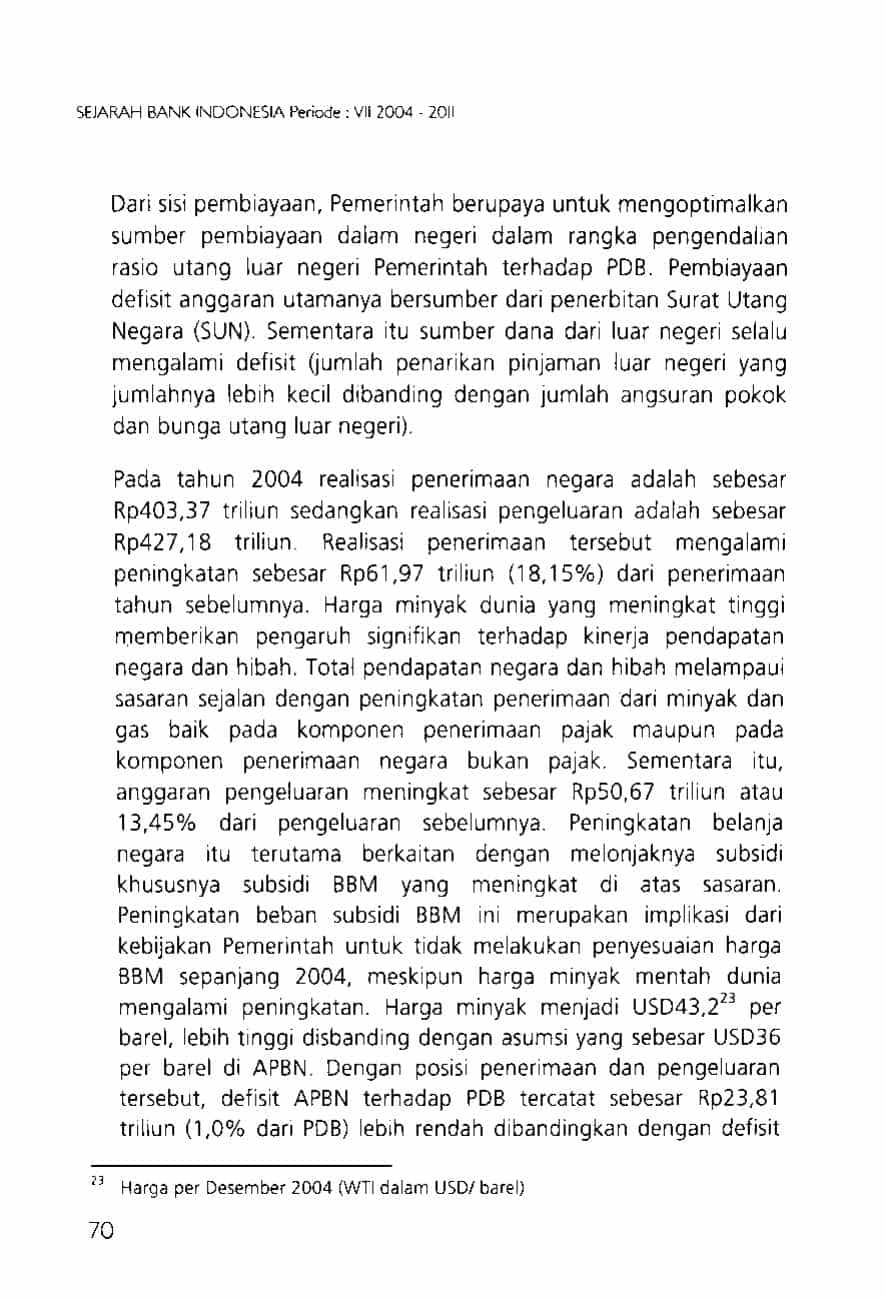 SEJARAH BANK INDONESIA Periode : VII 2004 - 2011
Dari sisi pembiayaan, Pemerintah berupaya untuk mengoptimalkan
sumber pembiayaan dalam negeri dalam rangka pengendalian
rasio utang luar negeri Pemerintah terhadap PDB. Pembiayaan
defisit anggaran utamanya bersumber dari penerbitan Surat Utang
Negara (SUN). Sementara itu sumber dana dari luar negeri selalu
mengalami defisit (jumlah penarikan pinjaman luar negeri yang
jumlahnya lebih kecil dibanding dengan jumlah angsuran pokok
dan bunga utang luar negeri).
Pada tahun 2004 realisasi penerimaan negara adalah sebesar
Rp403,37 triliun sedangkan realisasi pengeluaran adalah sebesar
Rp427,18 triliun. Realisasi penerimaan tersebut mengalami
peningkatan sebesar Rp61,97 triliun (18,15%) dari penerimaan
tahun sebelumnya. Harga minyak dunia yang meningkat tinggi
memberikan pengaruh signifikan terhadap kinerja pendapatan
negara dan hibah. Total pendapatan negara dan hibah melampaui
sasaran sejalan dengan peningkatan penerimaan dari minyak dan
gas baik pada komponen penerimaan pajak maupun pada
komponen penerimaan negara bukan pajak. Sementara itu,
anggaran pengeluaran meningkat sebesar Rp50,67 triliun atau
13,45% dari pengeluaran sebelumnya. Peningkatan belanja
negara itu terutama berkaitan dengan melonjaknya subsidi
khususnya subsidi BBM yang meningkat di atas sasaran.
Peningkatan beban subsidi BBM ini merupakan implikasi dari
kebijakan Pemerintah untuk tidak melakukan penyesuaian harga
BBM sepanjang 2004, meskipun harga minyak mentah dunia
mengalami peningkatan. Harga minyak menjadi USD43,2²³ per
barel, lebih tinggi disbanding dengan asumsi yang sebesar USD36
per barel di APBN. Dengan posisi penerimaan dan pengeluaran
tersebut, defisit APBN terhadap PDB tercatat sebesar Rp23,81
triliun (1,0% dari PDB) lebih rendah dibandingkan dengan defisit
²³ Harga per Desember 2004 (WTI dalam USD/ barel)
70